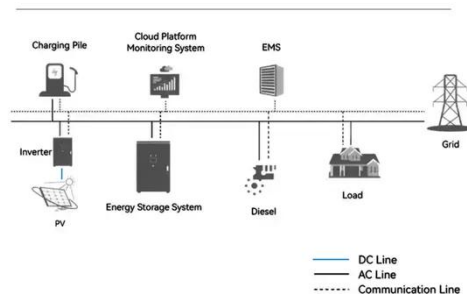 Charging Pile
Cloud Platform
Monitoring System
EMS
Inverter
Grid
PV
Energy Storage System
Diesel
Load
DC Line
AC Line
Communication Line